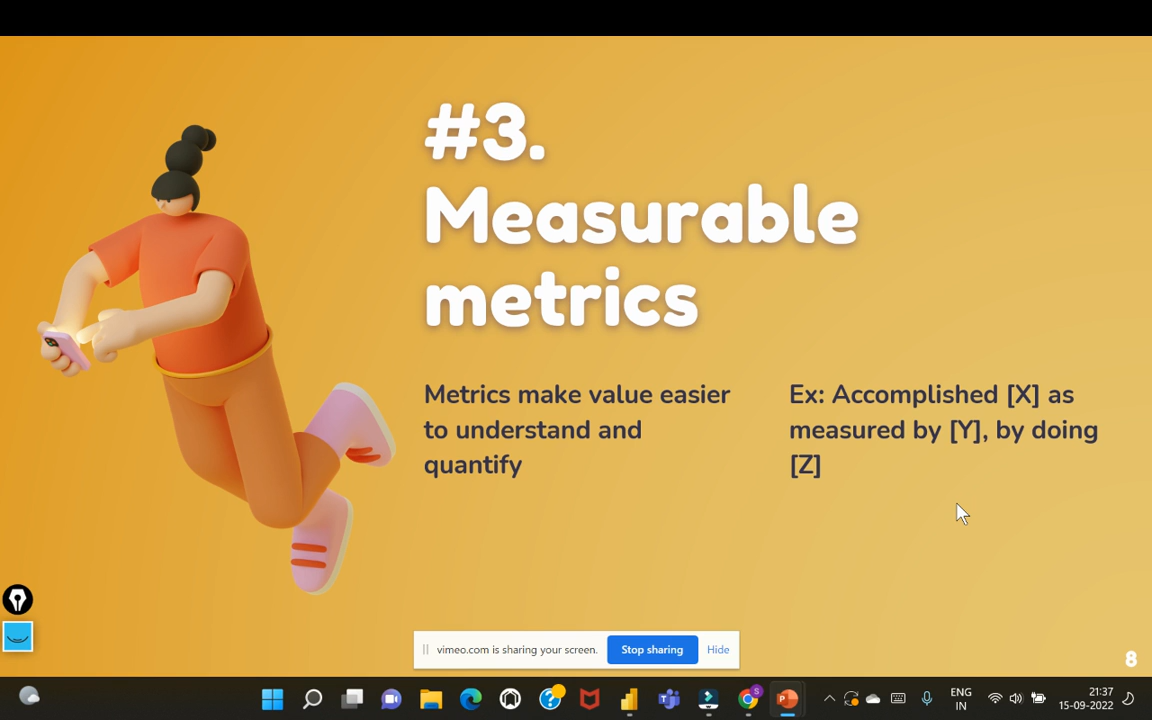 #3.
Measurable
metrics
Metrics make value easier
to understand and
quantify
Ex: Accomplished [X] as
measured by [Y], by doing
[Z]
vimeo.com is sharing your screen.
Stop sharing
Hide
8
ENG
IN
21:37
15-09-2022